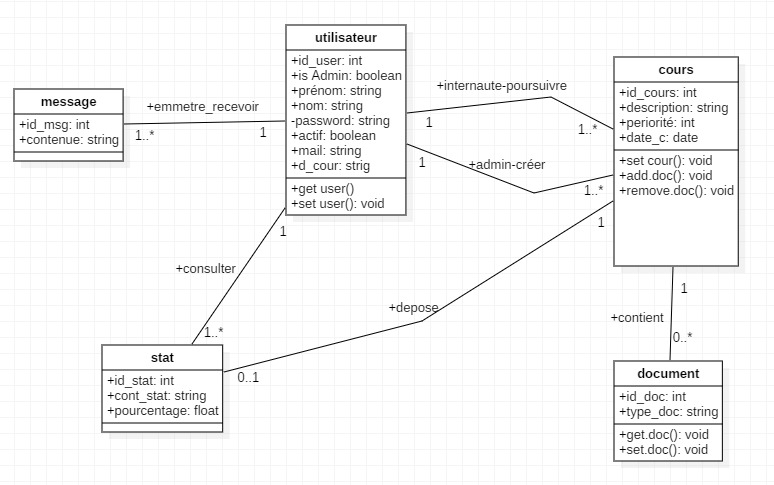 utilisateur
+id_user: int
+is Admin: boolean
+prénom: string
+nom: string
-password: string
+actif: boolean
+mail: string
+d_cour: strig
+get user()
+set user(): void
message
+id_msg: int
+contenue: string
+emmetre_recevoir
1..*
1
+internaute-poursuivre
1
1..*
+admin-créer
1
1..*
cours
+id_cours: int
+description: string
+periorité: int
+date_c: date
+set cour(): void
+add.doc(): void
+remove.doc(): void
+consulter
1
1..*
+depose
1
0..1
+contient
1
0..*
stat
+id_stat: int
+cont_stat: string
+pourcentage: float
document
+id_doc: int
+type_doc: string
+get.doc(): void
+set.doc(): void